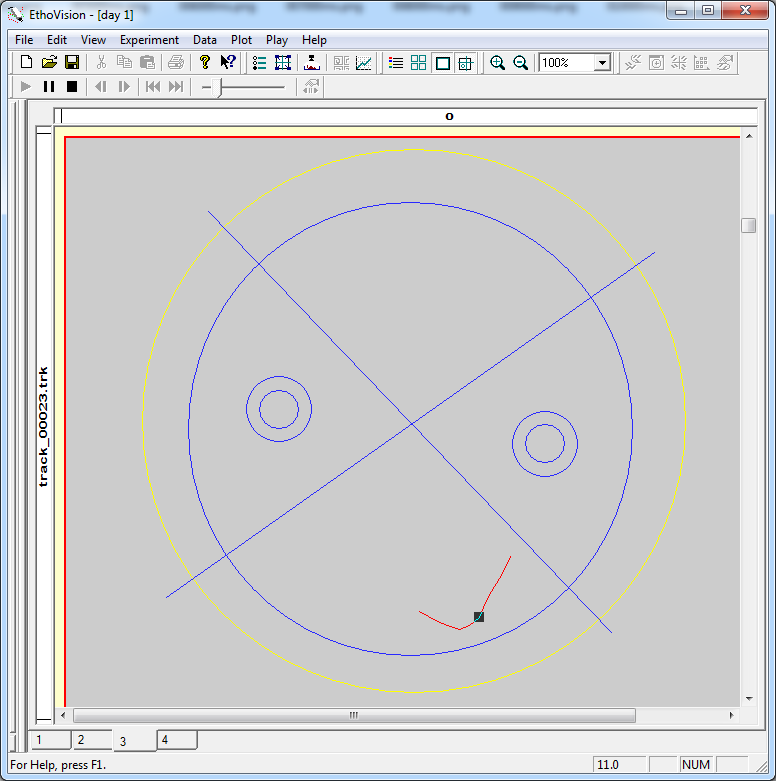 EthoVision - [day 1]
File Edit View Experiment Data Plot Play Help
100%
o
track_00023.trk
1 2 3 4
For Help, press F1.
11.0 NUM